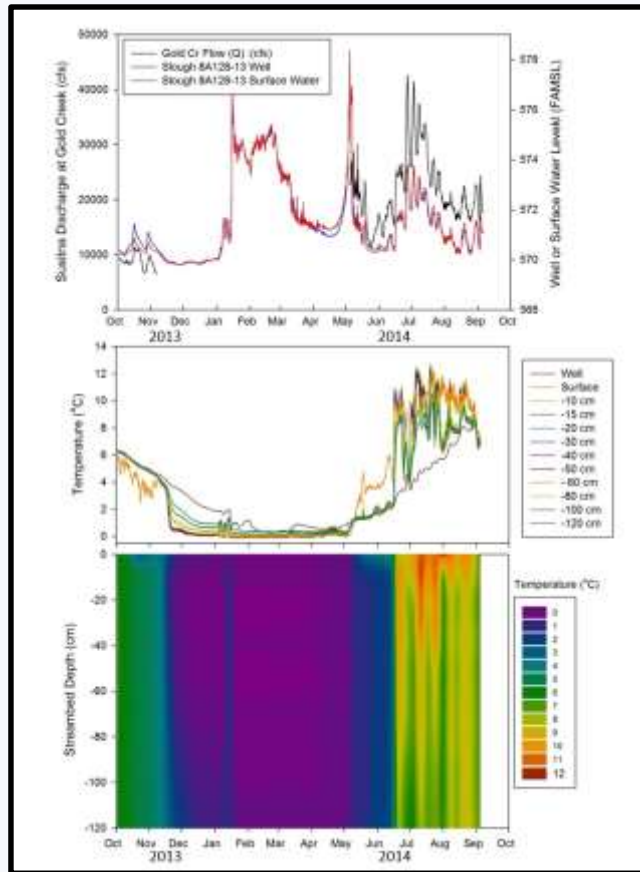 50000
40000
30000
20000
10000
0
Susitna Discharge at Gold Creek (cfs)
Gold Cr Flow (Q) (cfs)
Slough 8A128-13 Well
Slough 8A128-13 Surface Water
578
576
574
572
570
568
Well or Surface Water Levekl (FAMSL)
Oct Nov Dec Jan Feb Mar Apr May Jun Jul Aug Sep Oct
2013 2014
14
12
10
8
6
4
2
0
Temperature (°C)
Well
Surface
-10 cm
-15 cm
-20 cm
-30 cm
-40 cm
-50 cm
-60 cm
-80 cm
-100 cm
-120 cm
0
-20
-40
-60
-80
-100
-120
Streambed Depth (cm)
Temperature (°C)
0
1
2
3
4
5
6
7
8
9
10
11
12
Oct Nov Dec Jan Feb Mar Apr May Jun Jul Aug Sep Oct
2013 2014